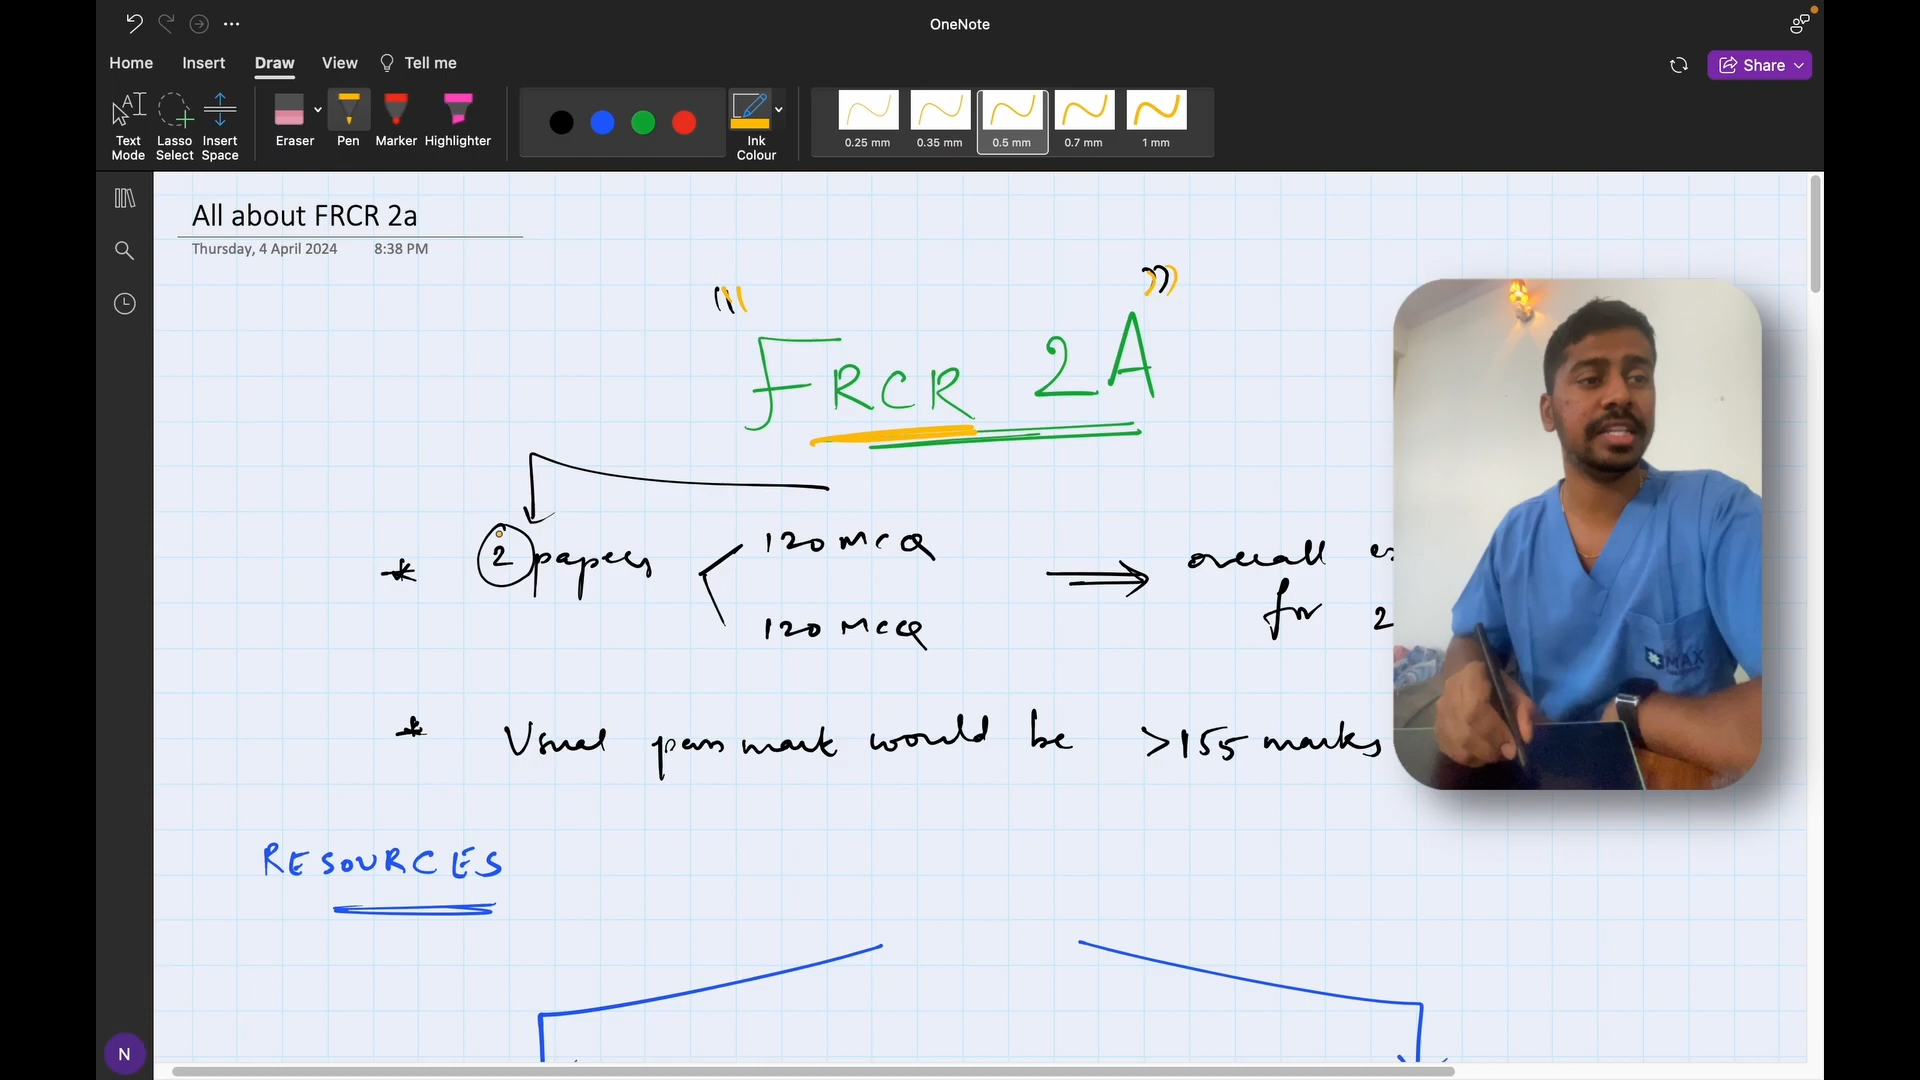 OneNote
Home Insert Draw View Tell me
Share
Text Mode
Lasso Select
Insert Space
Eraser
Pen
Marker
Highlighter
Ink Colour
0.25 mm
0.35 mm
0.5 mm
0.7 mm
1 mm
All about FRCR 2a
Thursday, 4 April 2024 8:38 PM
"FRCR 2A"
* 2 papers < 120 MCQ ⇒ overall
120 MCQ for 2
* Usual pass mark would be >155 marks
RESOURCES
MAX
N